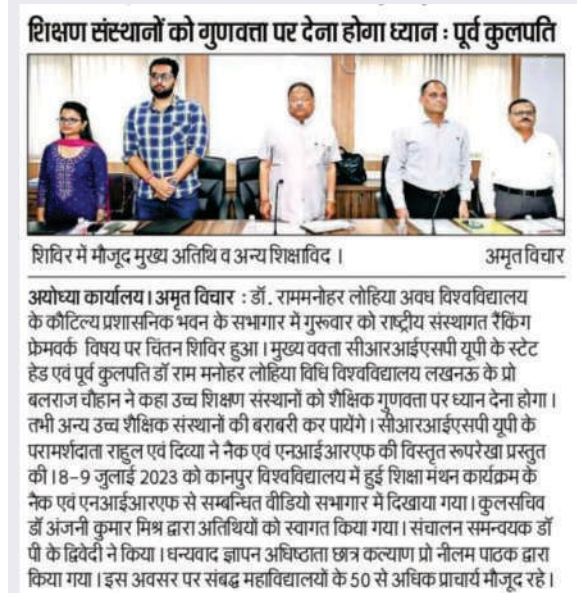 शिक्षण संस्थानों को गुणवत्ता पर देना होगा ध्यान : पूर्व कुलपति
शिविर में मौजूद मुख्य अतिथि व अन्य शिक्षाविद ।
अमृत विचार
अयोध्या कार्यालय। अमृत विचार : डॉ. राममनोहर लोहिया अवध विश्वविद्यालय
के कौटिल्य प्रशासनिक भवन के सभागार में गुरूवार को राष्ट्रीय संस्थागत रैंकिंग
फ्रेमवर्क विषय पर चिंतन शिविर हुआ। मुख्य वक्ता सीआरआईएसपी यूपी के स्टेट
हेड एवं पूर्व कुलपति डॉ राम मनोहर लोहिया विधि विश्वविद्यालय लखनऊ के प्रो
बलराज चौहान ने कहा उच्च शिक्षण संस्थानों को शैक्षिक गुणवत्ता पर ध्यान देना होगा।
तभी अन्य उच्च शैक्षिक संस्थानों की बराबरी कर पायेंगे। सीआरआईएसपी यूपी के
परामर्शदाता राहुल एवं दिव्या ने नैक एवं एनआईआरएफ की विस्तृत रूपरेखा प्रस्तुत
की।8-9 जुलाई 2023 को कानपुर विश्वविद्यालय में हुई शिक्षा मंथन कार्यक्रम के
नैक एवं एनआईआरएफ से सम्बन्धित वीडियो सभागार में दिखाया गया। कुलसचिव
डॉ अंजनी कुमार मिश्र द्वारा अतिथियों को स्वागत किया गया। संचालन समन्वयक डॉ
पी के द्विवेदी ने किया। धन्यवाद ज्ञापन अधिष्ठाता छात्र कल्याण प्रो नीलम पाठक द्वारा
किया गया। इस अवसर पर संबद्ध महाविद्यालयों के 50 से अधिक प्राचार्य मौजूद रहे।